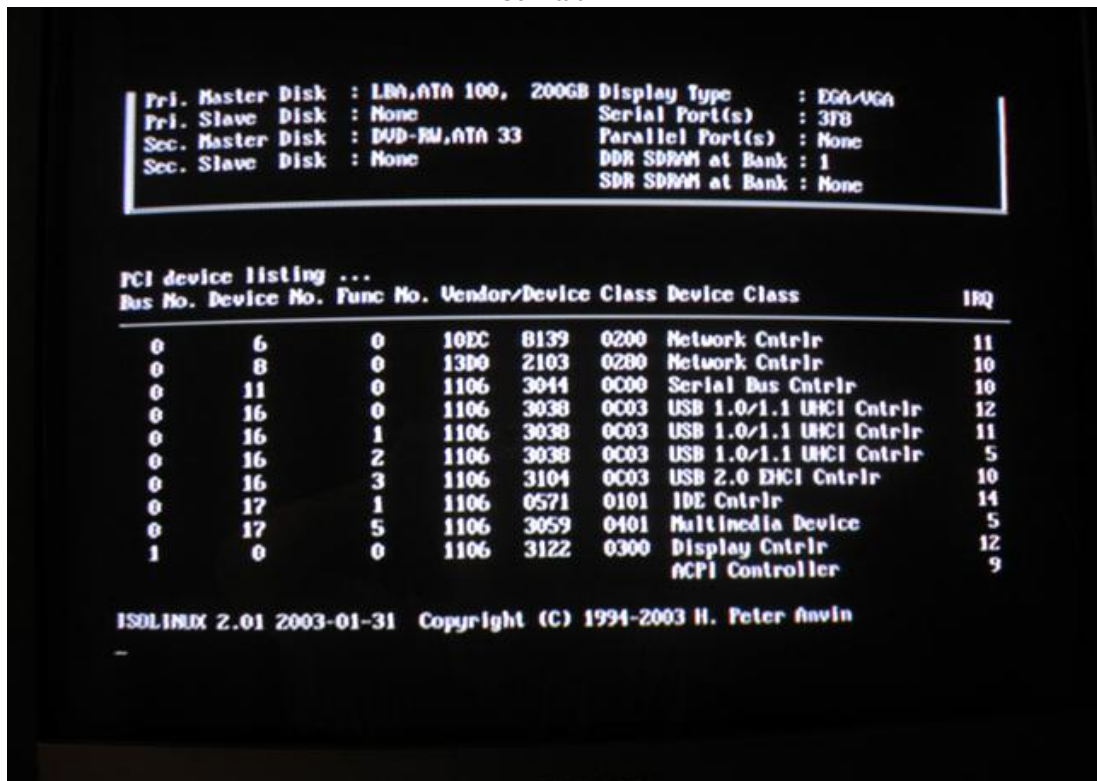 Pri. Master Disk : LBA,ATA 100, 200GB Display Type : EGA/VGA
Pri. Slave Disk : None Serial Port(s) : 3F8
Sec. Master Disk : DVD-RW,ATA 33 Parallel Port(s) : None
Sec. Slave Disk : None DDR SDRAM at Bank : 1
SDR SDRAM at Bank : None
PCI device listing ...
Bus No. Device No. Func No. Vendor/Device Class Device Class IRQ
0 6 0 10EC 8139 0200 Network Cntrlr 11
0 8 0 13D0 2103 0280 Network Cntrlr 10
0 11 0 1106 3044 0C00 Serial Bus Cntrlr 10
0 16 0 1106 3038 0C03 USB 1.0/1.1 UHCI Cntrlr 12
0 16 1 1106 3038 0C03 USB 1.0/1.1 UHCI Cntrlr 11
0 16 2 1106 3038 0C03 USB 1.0/1.1 UHCI Cntrlr 5
0 16 3 1106 3104 0C03 USB 2.0 EHCI Cntrlr 10
0 17 1 1106 0571 0101 IDE Cntrlr 14
0 17 5 1106 3059 0401 Multimedia Device 5
1 0 0 1106 3122 0300 Display Cntrlr 12
ACPI Controller 9
ISOLINUX 2.01 2003-01-31 Copyright (C) 1994-2003 H. Peter Anvin